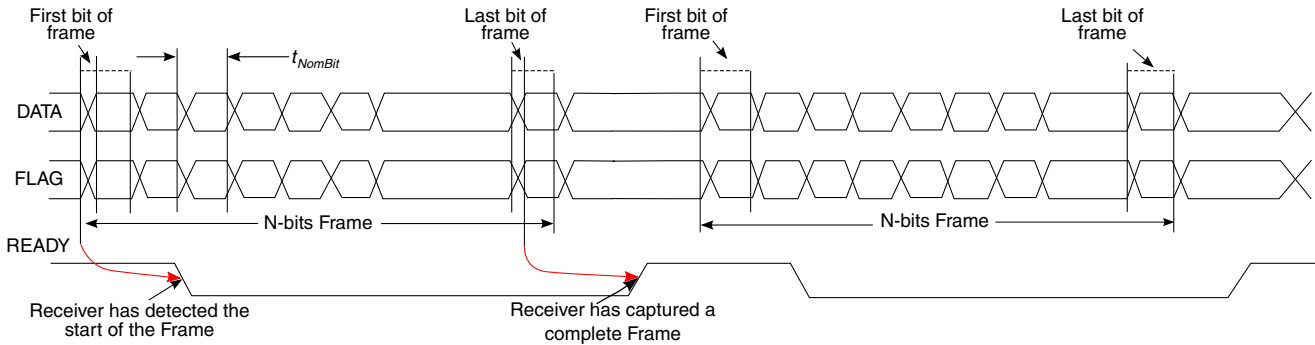 First bit of
frame
t_NomBit
Last bit of
frame
First bit of
frame
Last bit of
frame
DATA
FLAG
N-bits Frame
N-bits Frame
READY
Receiver has detected the
start of the Frame
Receiver has captured a
complete Frame